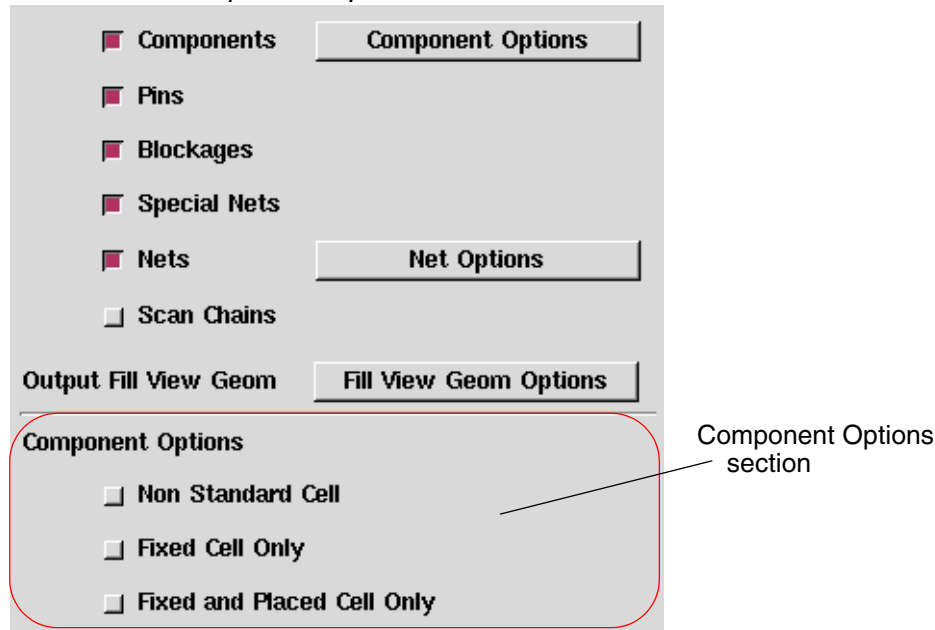 Components Component Options
Pins
Blockages
Special Nets
Nets Net Options
Scan Chains
Output Fill View Geom Fill View Geom Options
Component Options
Non Standard Cell
Fixed Cell Only
Fixed and Placed Cell Only
Component Options
section